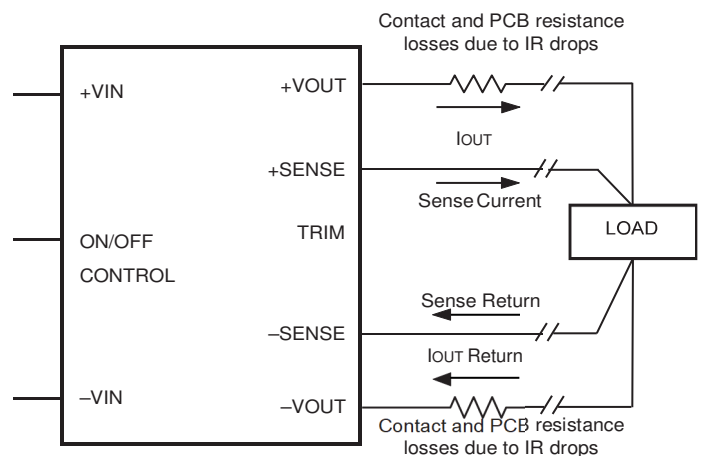 Contact and PCB resistance
losses due to IR drops
+VIN
+VOUT
IOUT
+SENSE
Sense Current
ON/OFF
CONTROL
TRIM
LOAD
Sense Return
–SENSE
IOUT Return
–VIN
–VOUT
Contact and PCB resistance
losses due to IR drops